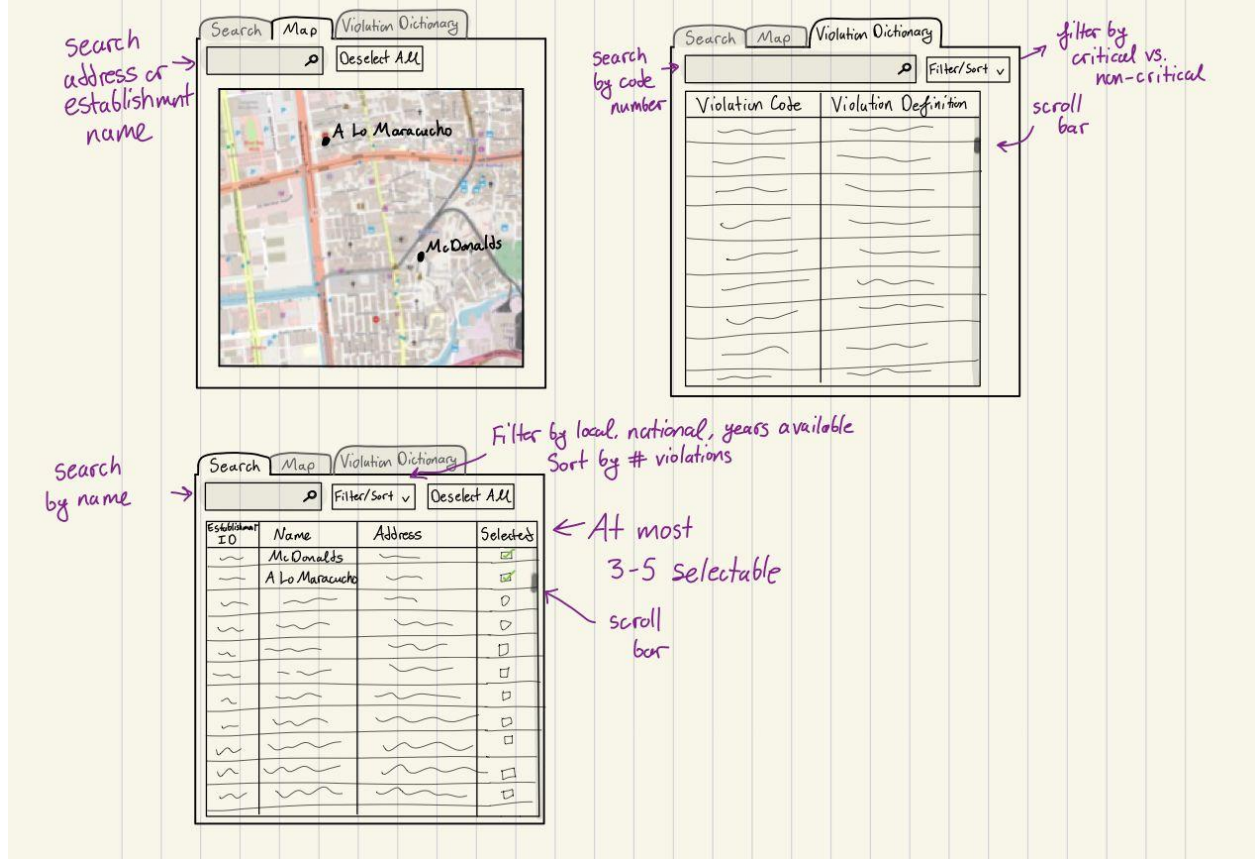 Search Map Violation Dictionary
Deselect All
Search
address or
establishment
name
A Lo Maracucho
McDonalds
Search Map Violation Dictionary
Filter/Sort
Search
by code
number
filter by
critical vs.
non-critical
scroll
bar
Violation Code Violation Definition
Filter by local, national, years available
Sort by # violations
Search Map Violation Dictionary
Search
by name
Filter/Sort Deselect All
Establishment
ID Name Address Selected
McDonalds
A Lo Maracucho
At most
3-5 selectable
scroll
bar